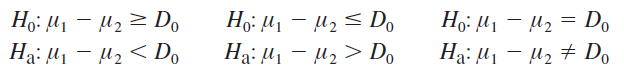 H₀: μ₁ − μ₂ ≥ D₀ H₀: μ₁ − μ₂ ≤ D₀ H₀: μ₁ − μ₂ = D₀
Hₐ: μ₁ − μ₂ < D₀ Hₐ: μ₁ − μ₂ > D₀ Hₐ: μ₁ − μ₂ ≠ D₀